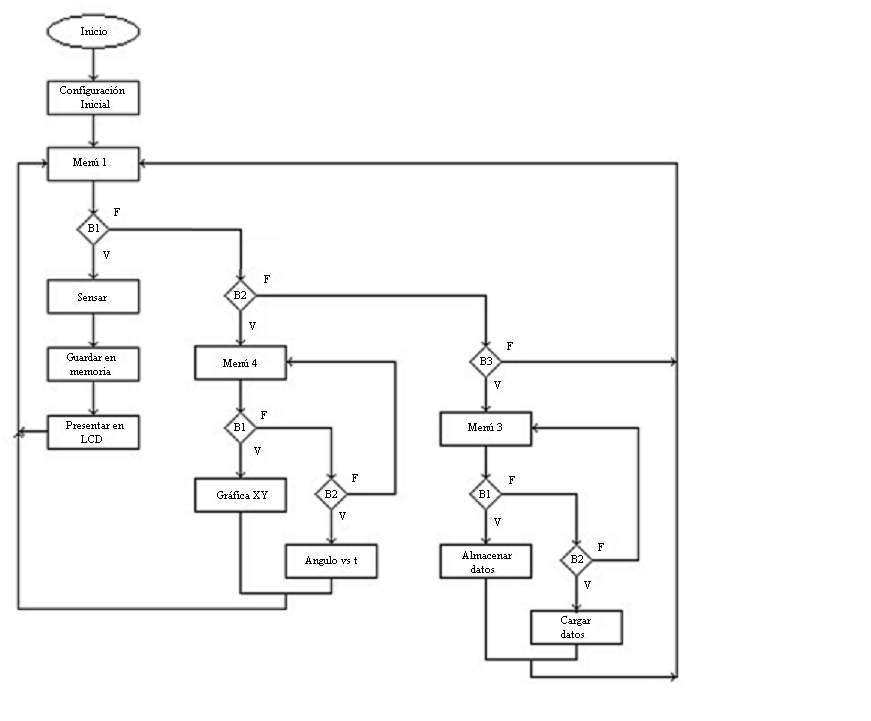 Inicio
Configuración
Inicial
Menú 1
F
B1
V
Sensar
F
B2
V
Guardar en
memoria
Menú 4
F
B3
V
Presentar en
LCD
F
B1
V
Menú 3
Gráfica XY
F
B2
V
F
B1
V
Angulo vs t
Almacenar
datos
F
B2
V
Cargar
datos